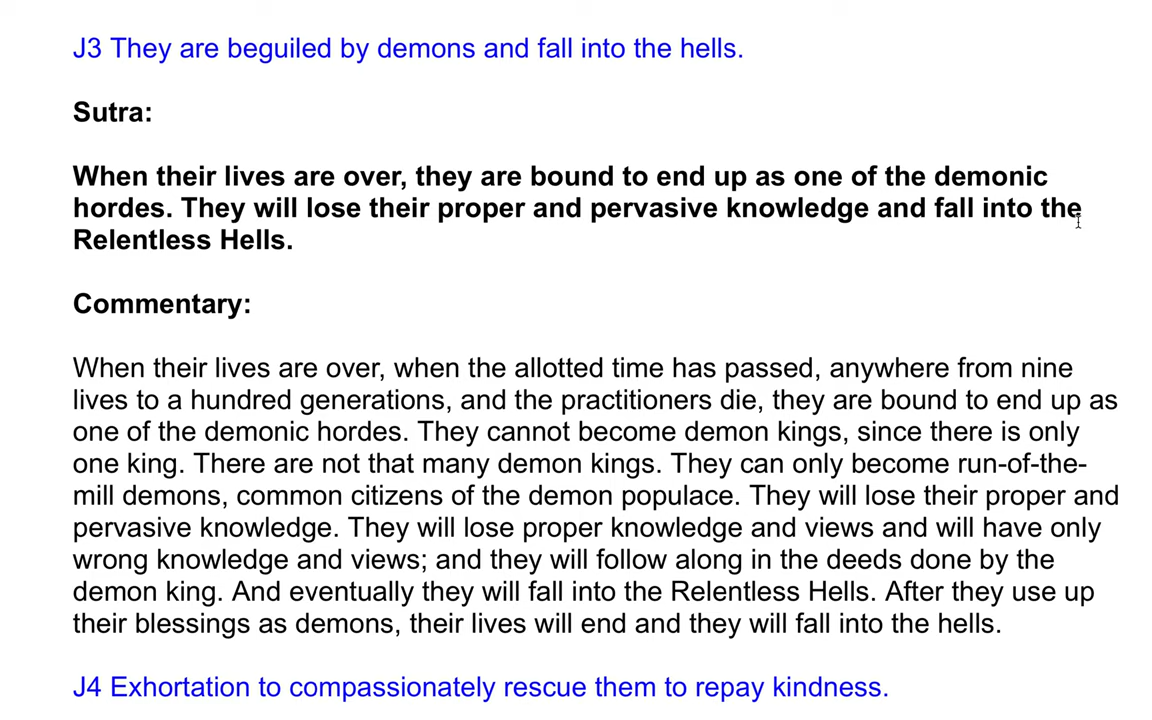 J3 They are beguiled by demons and fall into the hells.
Sutra:
When their lives are over, they are bound to end up as one of the demonic
hordes. They will lose their proper and pervasive knowledge and fall into the
Relentless Hells.
Commentary:
When their lives are over, when the allotted time has passed, anywhere from nine
lives to a hundred generations, and the practitioners die, they are bound to end up as
one of the demonic hordes. They cannot become demon kings, since there is only
one king. There are not that many demon kings. They can only become run-of-the-
mill demons, common citizens of the demon populace. They will lose their proper and
pervasive knowledge. They will lose proper knowledge and views and will have only
wrong knowledge and views; and they will follow along in the deeds done by the
demon king. And eventually they will fall into the Relentless Hells. After they use up
their blessings as demons, their lives will end and they will fall into the hells.
J4 Exhortation to compassionately rescue them to repay kindness.